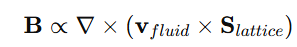 B ∝ ∇ × (v_fluid × S_lattice)